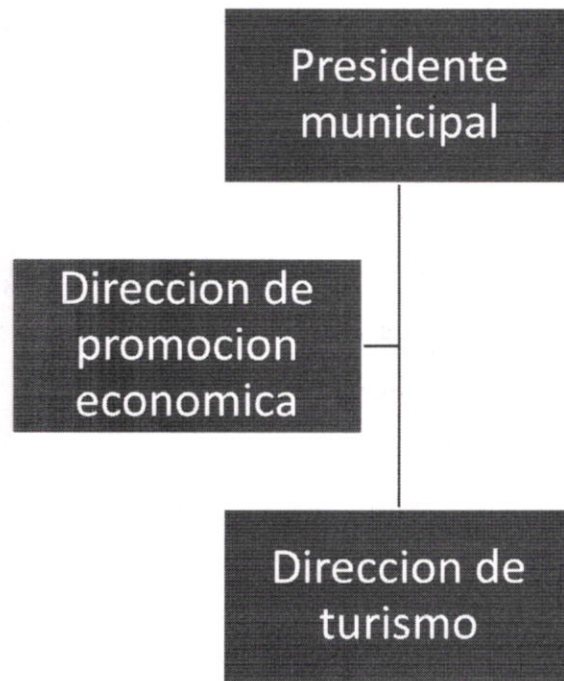 Presidente
municipal
Direccion de
promocion
economica
Direccion de
turismo